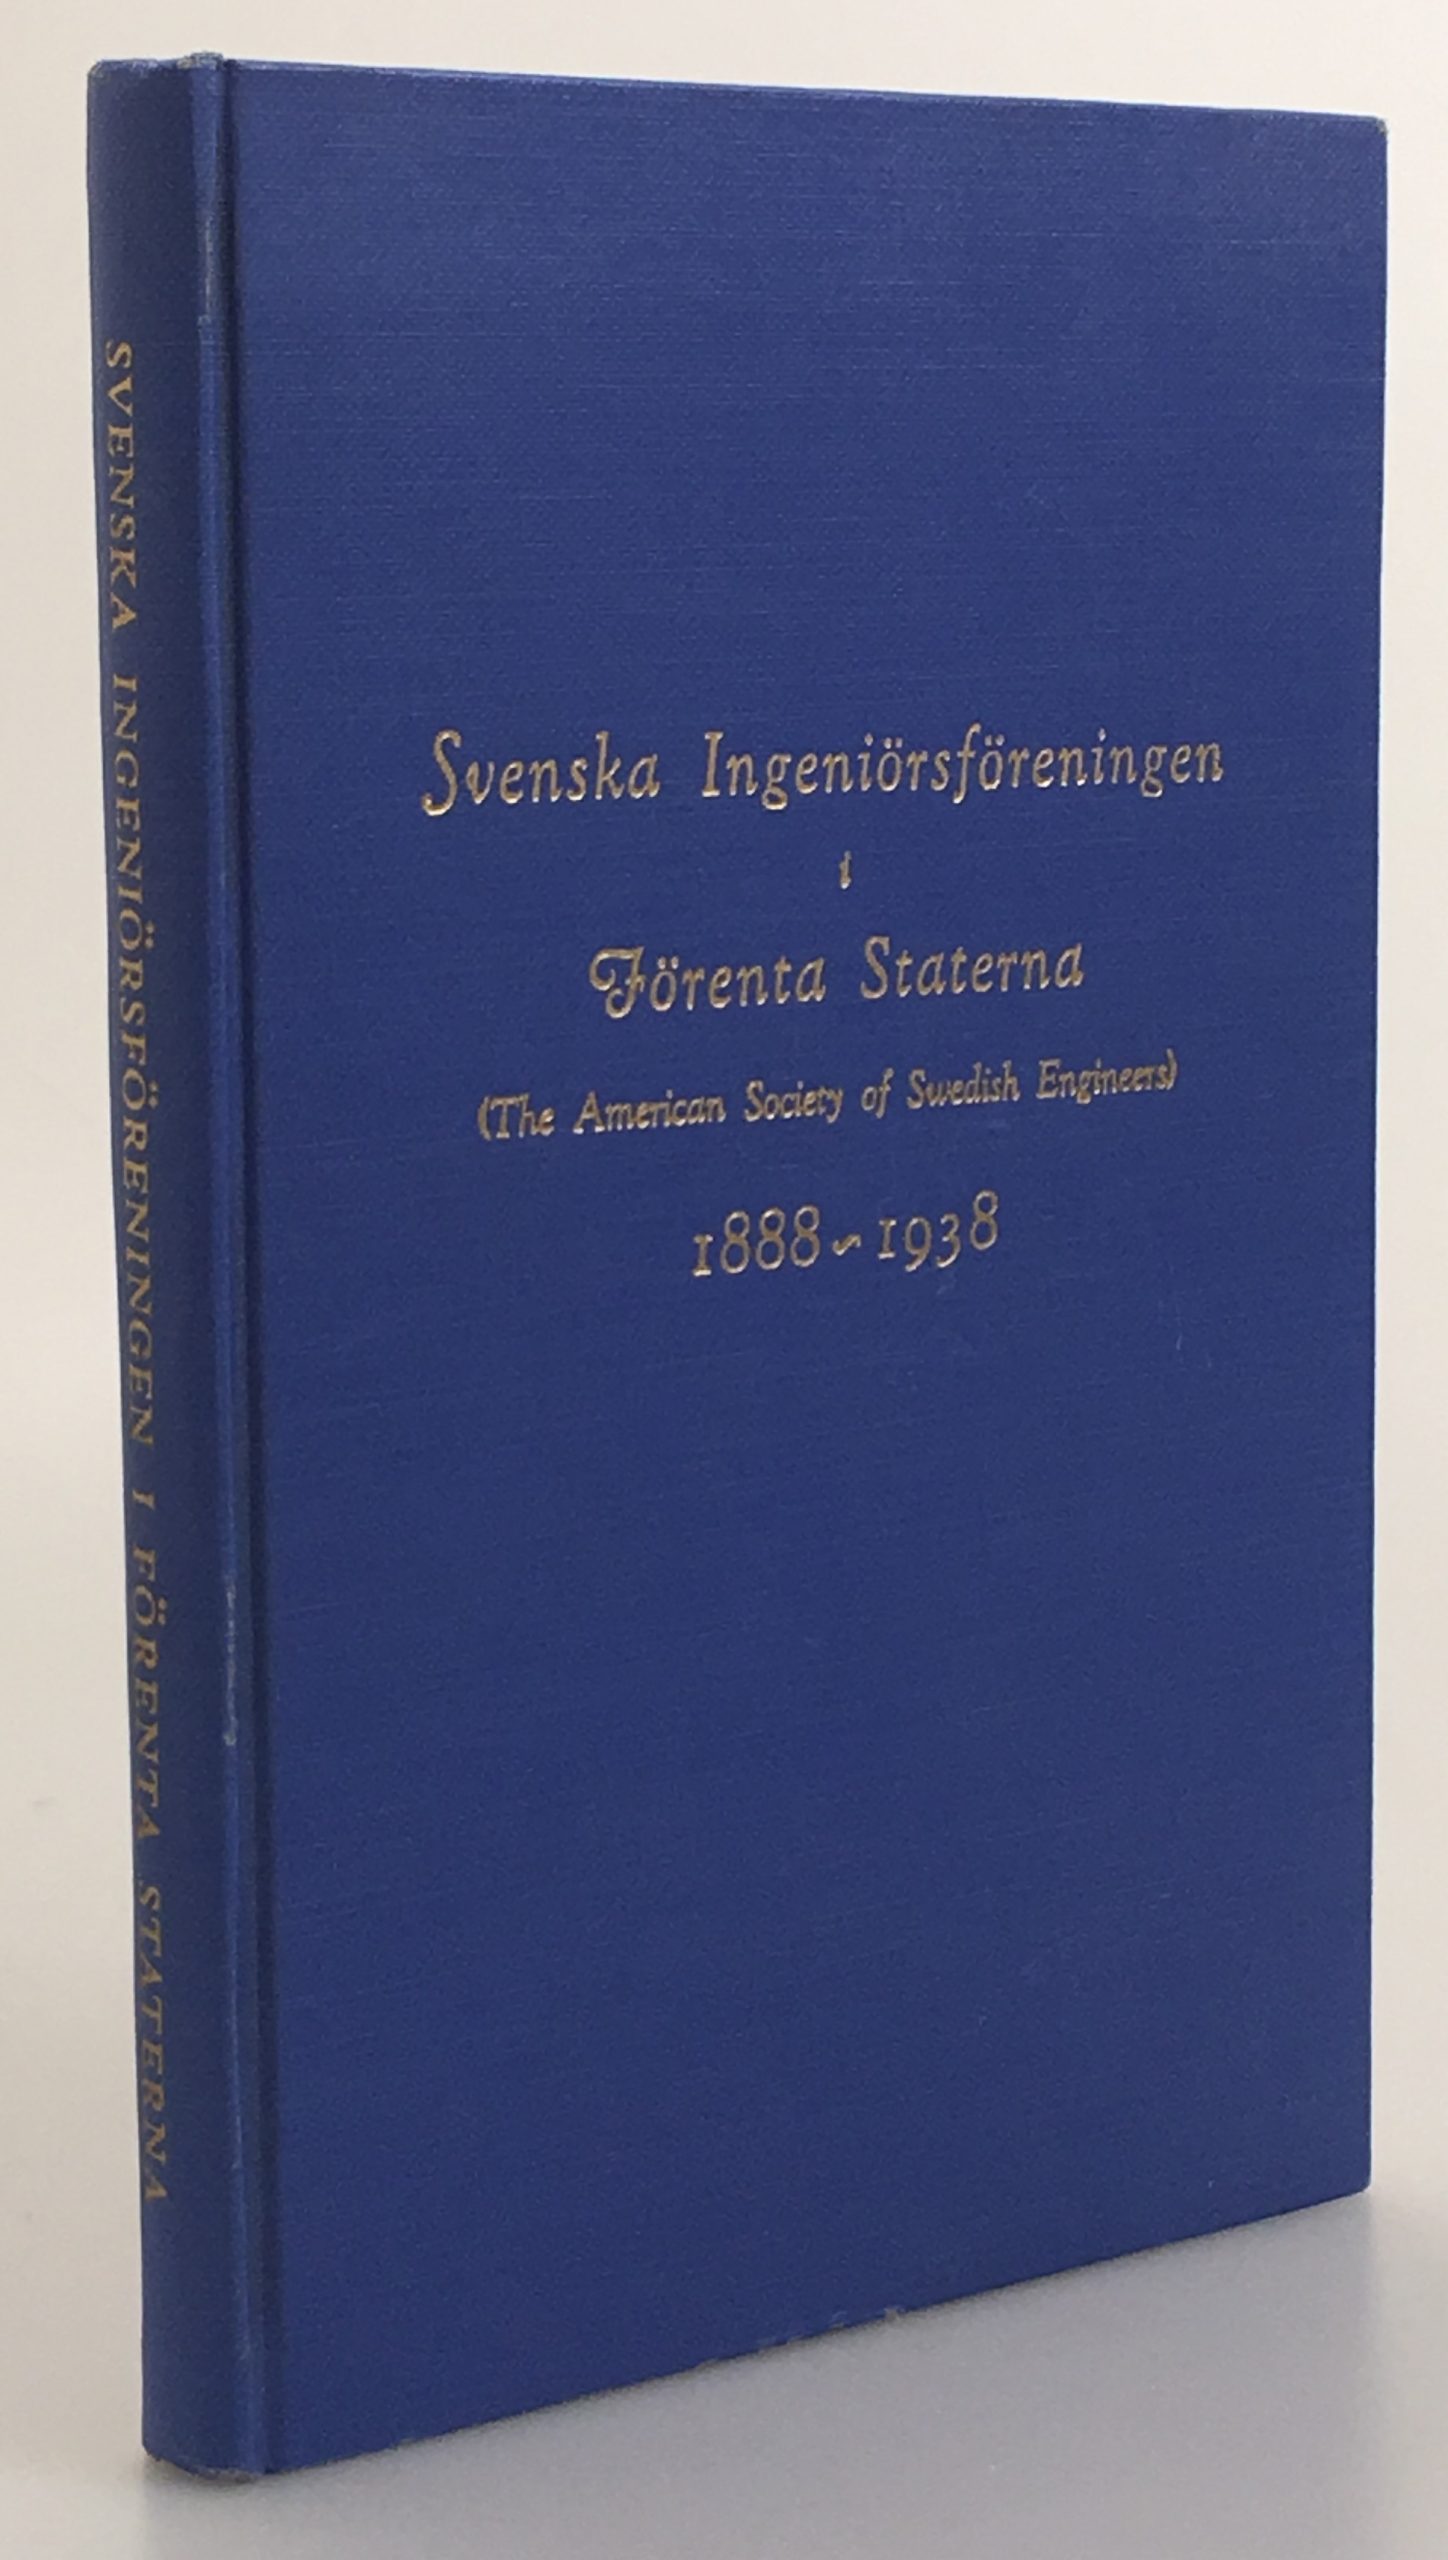 SVENSKA INGENIÖRSFÖRENINGEN I FÖRENTA STATERNA
Svenska Ingeniörsföreningen
i
Förenta Staterna
(The American Society of Swedish Engineers)
1888~1938